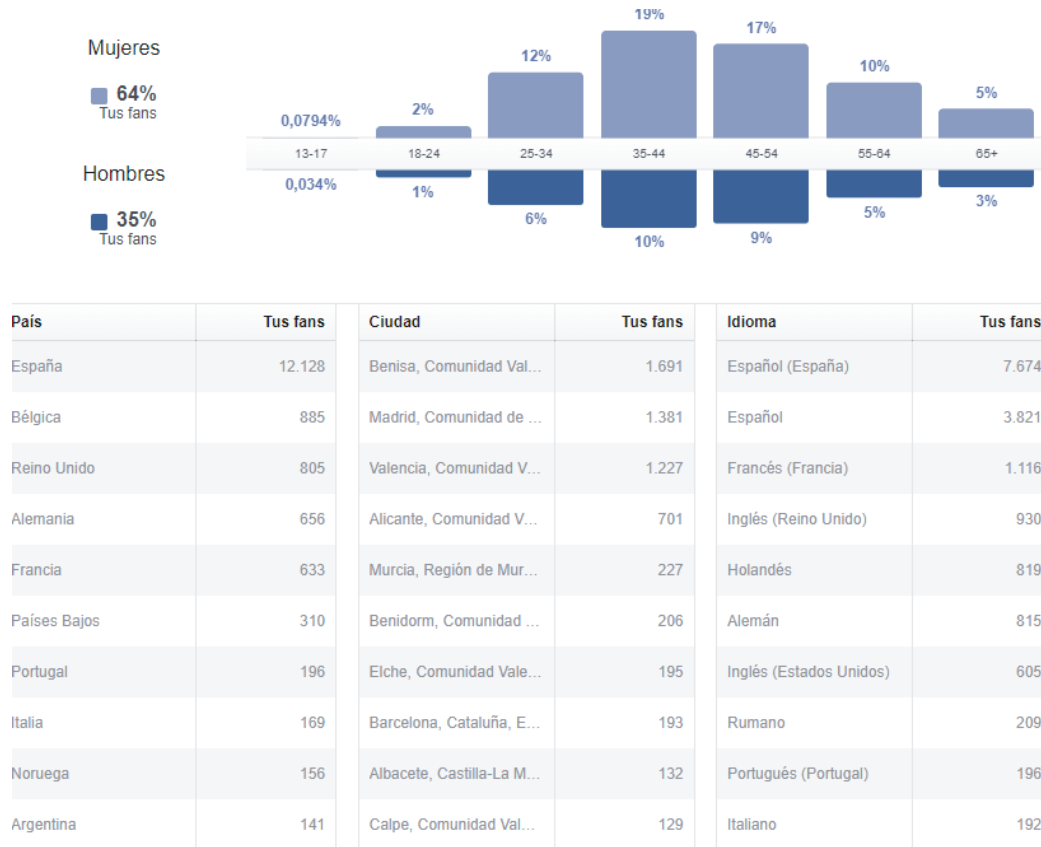 Mujeres
64%
Tus fans
Hombres
35%
Tus fans
0,0794% 2% 12% 19% 17% 10% 5%
13-17 18-24 25-34 35-44 45-54 55-64 65+
0,034% 1% 6% 10% 9% 5% 3%
País Tus fans Ciudad Tus fans Idioma Tus fans
España 12.128 Benisa, Comunidad Val... 1.691 Español (España) 7.674
Bélgica 885 Madrid, Comunidad de ... 1.381 Español 3.821
Reino Unido 805 Valencia, Comunidad V... 1.227 Francés (Francia) 1.116
Alemania 656 Alicante, Comunidad V... 701 Inglés (Reino Unido) 930
Francia 633 Murcia, Región de Mur... 227 Holandés 819
Países Bajos 310 Benidorm, Comunidad ... 206 Alemán 815
Portugal 196 Elche, Comunidad Vale... 195 Inglés (Estados Unidos) 605
Italia 169 Barcelona, Cataluña, E... 193 Rumano 209
Noruega 156 Albacete, Castilla-La M... 132 Portugués (Portugal) 196
Argentina 141 Calpe, Comunidad Val... 129 Italiano 192